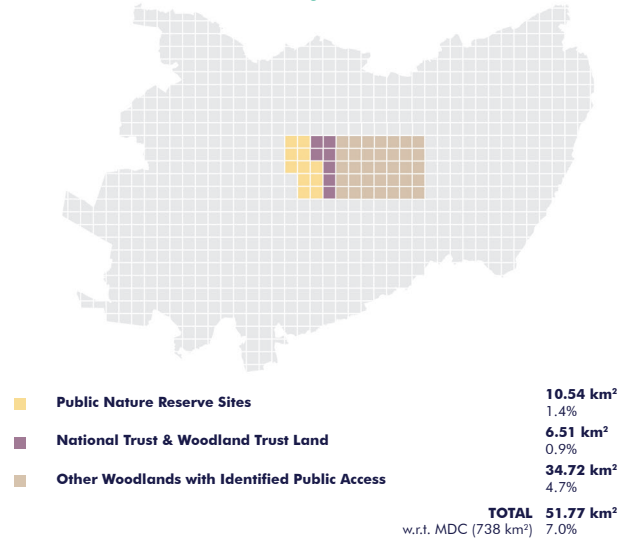 Public Nature Reserve Sites
10.54 km²
1.4%
National Trust & Woodland Trust Land
6.51 km²
0.9%
Other Woodlands with Identified Public Access
34.72 km²
4.7%
TOTAL 51.77 km²
w.r.t. MDC (738 km²) 7.0%